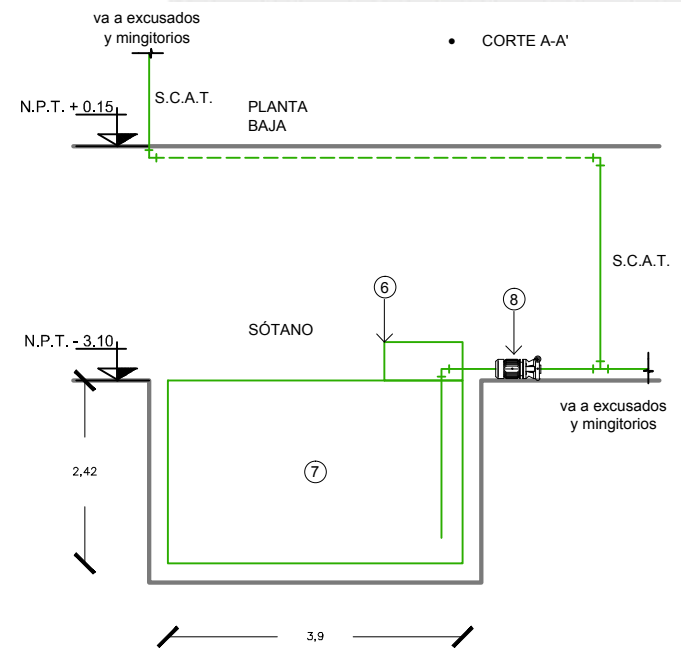 va a excusados
y mingitorios
• CORTE A-A'
S.C.A.T.
N.P.T. + 0.15
PLANTA
BAJA
S.C.A.T.
6
8
SÓTANO
N.P.T. - 3.10
va a excusados
y mingitorios
2,42
7
3,9